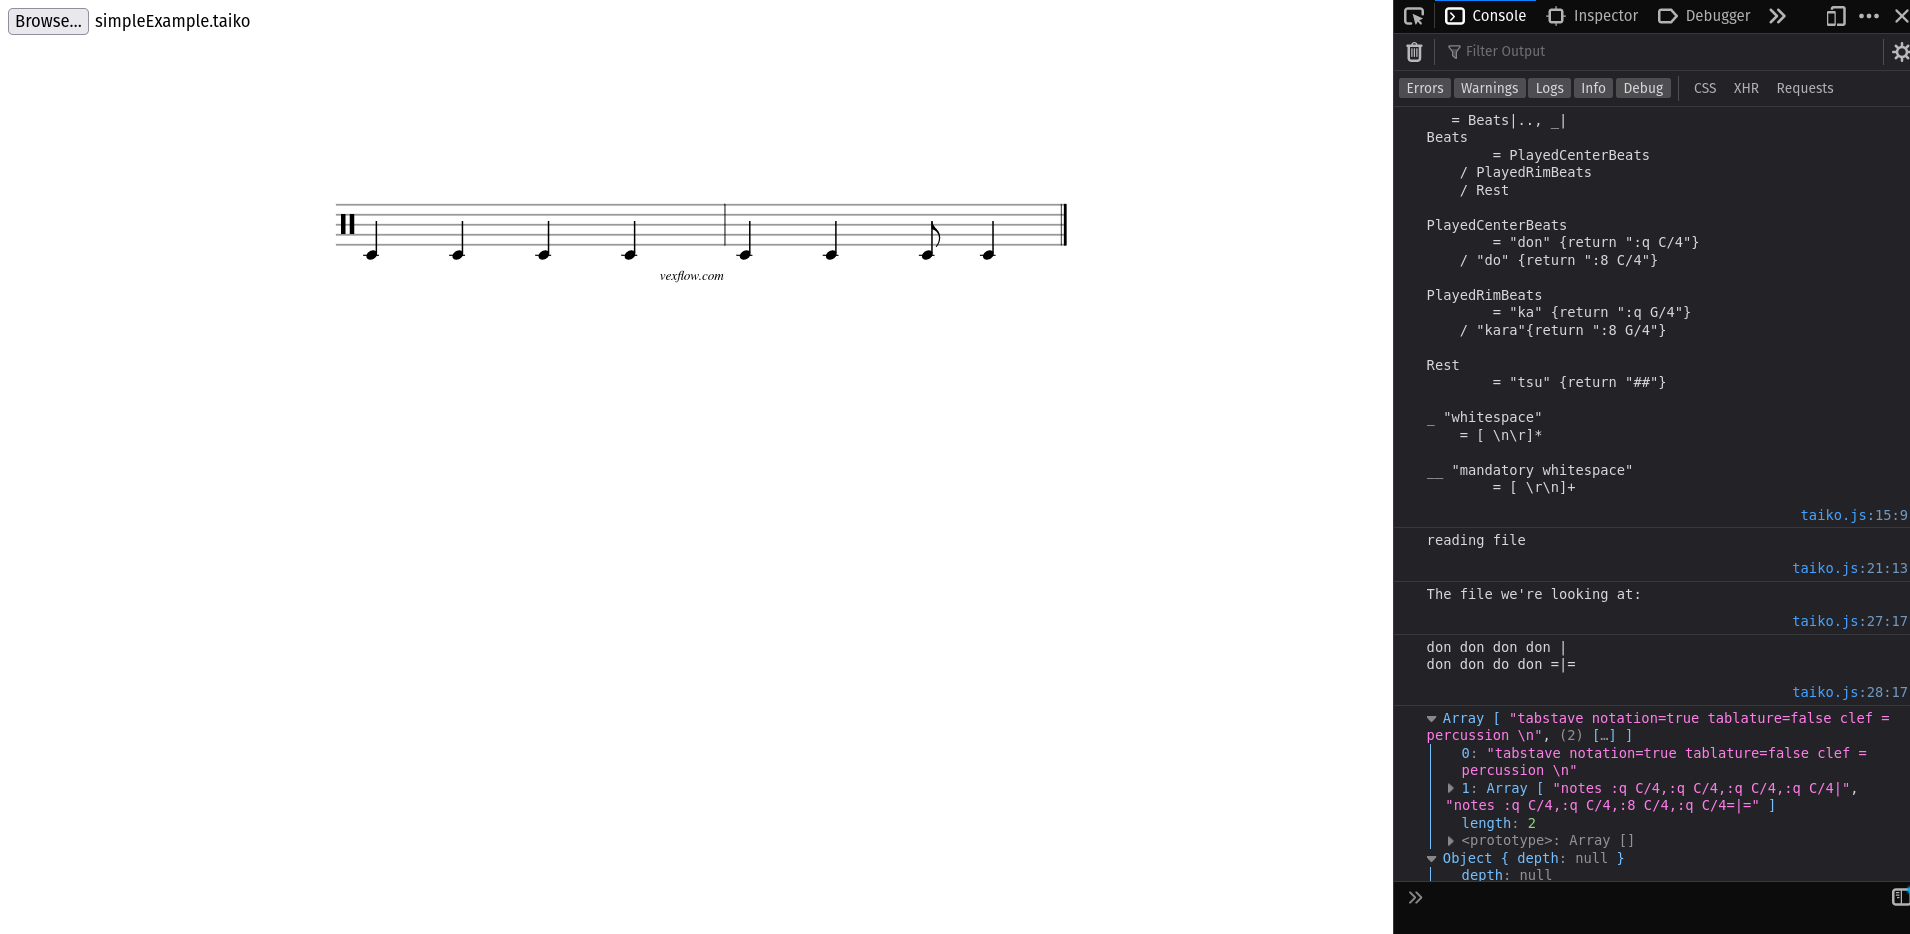 Browse... simpleExample.taiko
vexflow.com
Console Inspector Debugger
Filter Output
Errors Warnings Logs Info Debug CSS XHR Requests
= Beats|.., _|
Beats
= PlayedCenterBeats
/ PlayedRimBeats
/ Rest
PlayedCenterBeats
= "don" {return ":q C/4"}
/ "do" {return ":8 C/4"}
PlayedRimBeats
= "ka" {return ":q G/4"}
/ "kara"{return ":8 G/4"}
Rest
= "tsu" {return "##"}
_ "whitespace"
= [ \n\r]*
__ "mandatory whitespace"
= [ \r\n]+
taiko.js:15:9
reading file
taiko.js:21:13
The file we're looking at:
taiko.js:27:17
don don don don |
don don do don =|=
taiko.js:28:17
Array [ "tabstave notation=true tablature=false clef =
percussion \n", (2) […] ]
0: "tabstave notation=true tablature=false clef =
percussion \n"
1: Array [ "notes :q C/4,:q C/4,:q C/4,:q C/4|",
"notes :q C/4,:q C/4,:8 C/4,:q C/4=|=" ]
length: 2
<prototype>: Array []
Object { depth: null }
depth: null